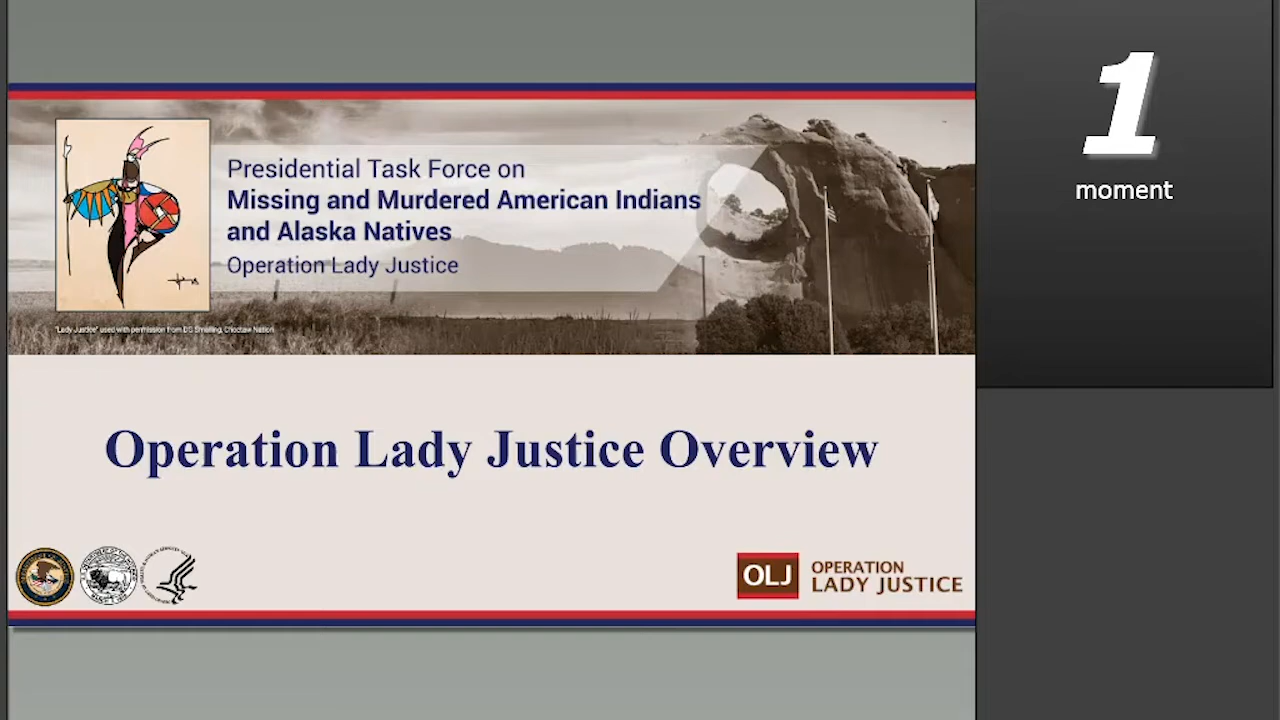 Presidential Task Force on
Missing and Murdered American Indians
and Alaska Natives
Operation Lady Justice
"Lady Justice" used with permission from DG Smalling, Choctaw Nation
Operation Lady Justice Overview
OLJ
OPERATION
LADY JUSTICE
1
moment